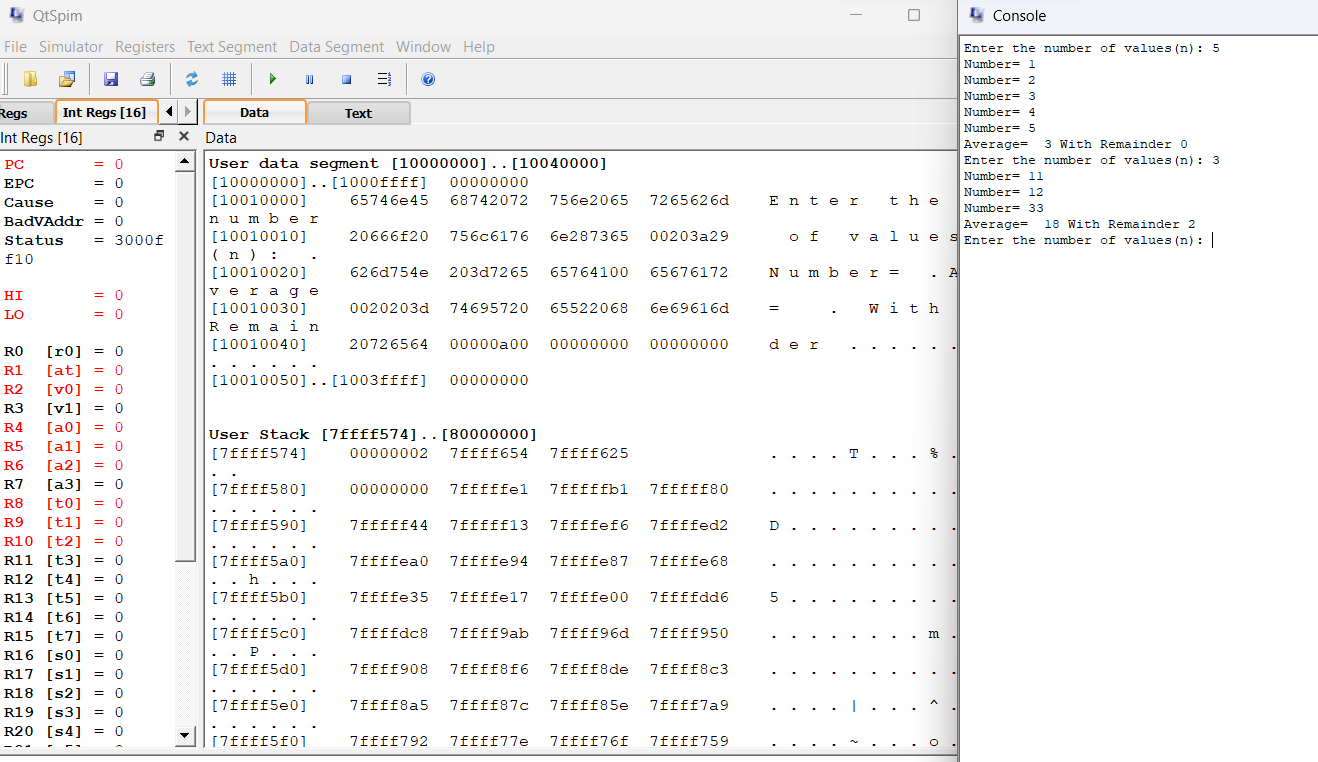 QtSpim
File Simulator Registers Text Segment Data Segment Window Help
Regs Int Regs [16] Data Text
Int Regs [16]
PC = 0
EPC = 0
Cause = 0
BadVAddr = 0
Status = 3000f
f10
HI = 0
LO = 0
R0 [r0] = 0
R1 [at] = 0
R2 [v0] = 0
R3 [v1] = 0
R4 [a0] = 0
R5 [a1] = 0
R6 [a2] = 0
R7 [a3] = 0
R8 [t0] = 0
R9 [t1] = 0
R10 [t2] = 0
R11 [t3] = 0
R12 [t4] = 0
R13 [t5] = 0
R14 [t6] = 0
R15 [t7] = 0
R16 [s0] = 0
R17 [s1] = 0
R18 [s2] = 0
R19 [s3] = 0
R20 [s4] = 0
Data
User data segment [10000000]..[10040000]
[10000000]..[1000ffff] 00000000
[10010000] 65746e45 68742072 756e2065 7265626d E n t e r t h e
n u m b e r
[10010010] 20666f20 756c6176 6e287365 00203a29 o f v a l u e s
( n ) : .
[10010020] 626d754e 203d7265 65764100 65676172 N u m b e r = . A
v e r a g e
[10010030] 0020203d 74695720 65522068 6e69616d = . W i t h
R e m a i n
[10010040] 20726564 00000a00 00000000 00000000 d e r . . . . . .
. . . . . .
[10010050]..[1003ffff] 00000000
User Stack [7ffff574]..[80000000]
[7ffff574] 00000002 7ffff654 7ffff625 . . . . T . . . % .
. .
[7ffff580] 00000000 7fffffe1 7fffffb1 7fffff80 . . . . . . . . . .
. . . . . .
[7ffff590] 7fffff44 7fffff13 7ffffef6 7ffffed2 D . . . . . . . . .
. . . . . .
[7ffff5a0] 7ffffea0 7ffffe94 7ffffe87 7ffffe68 . . . . . . . . . .
. . h . . .
[7ffff5b0] 7ffffe35 7ffffe17 7ffffe00 7ffffdd6 5 . . . . . . . . .
. . . . . .
[7ffff5c0] 7ffffdc8 7ffff9ab 7ffff96d 7ffff950 . . . . . . . . m .
. . P . . .
[7ffff5d0] 7ffff908 7ffff8f6 7ffff8de 7ffff8c3 . . . . . . . . . .
. . . . . .
[7ffff5e0] 7ffff8a5 7ffff87c 7ffff85e 7ffff7a9 . . . . | . . . ^ .
. . . . . .
[7ffff5f0] 7ffff792 7ffff77e 7ffff76f 7ffff759 . . . . ~ . . . o .
Console
Enter the number of values(n): 5
Number= 1
Number= 2
Number= 3
Number= 4
Number= 5
Average=  3 With Remainder 0
Enter the number of values(n): 3
Number= 11
Number= 12
Number= 33
Average=  18 With Remainder 2
Enter the number of values(n):